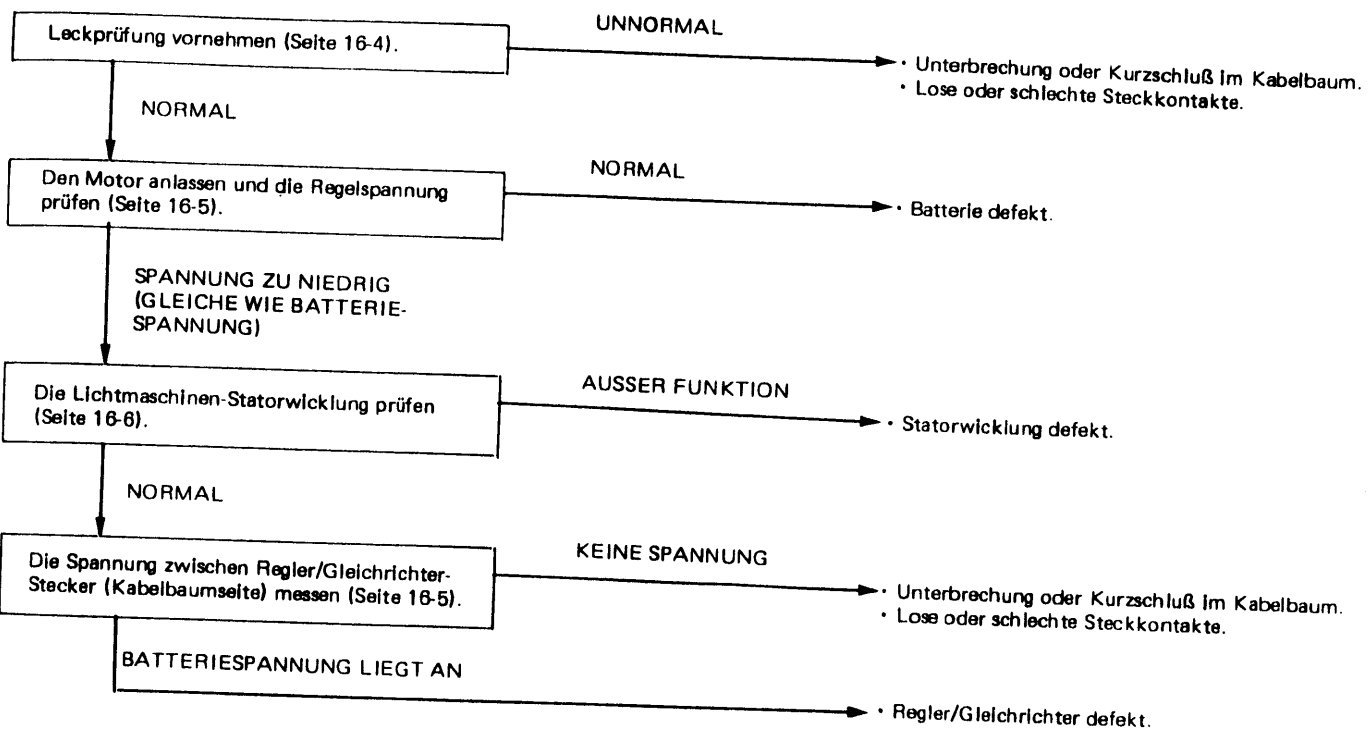 Leckprüfung vornehmen (Seite 16-4).
UNNORMAL
· Unterbrechung oder Kurzschluß im Kabelbaum.
· Lose oder schlechte Steckkontakte.
NORMAL
Den Motor anlassen und die Regelspannung
prüfen (Seite 16-5).
NORMAL
· Batterie defekt.
SPANNUNG ZU NIEDRIG
(GLEICHE WIE BATTERIE-
SPANNUNG)
Die Lichtmaschinen-Statorwicklung prüfen
(Seite 16-6).
AUSSER FUNKTION
· Statorwicklung defekt.
NORMAL
Die Spannung zwischen Regler/Gleichrichter-
Stecker (Kabelbaumseite) messen (Seite 16-5).
KEINE SPANNUNG
· Unterbrechung oder Kurzschluß im Kabelbaum.
· Lose oder schlechte Steckkontakte.
BATTERIESPANNUNG LIEGT AN
· Regler/Gleichrichter defekt.